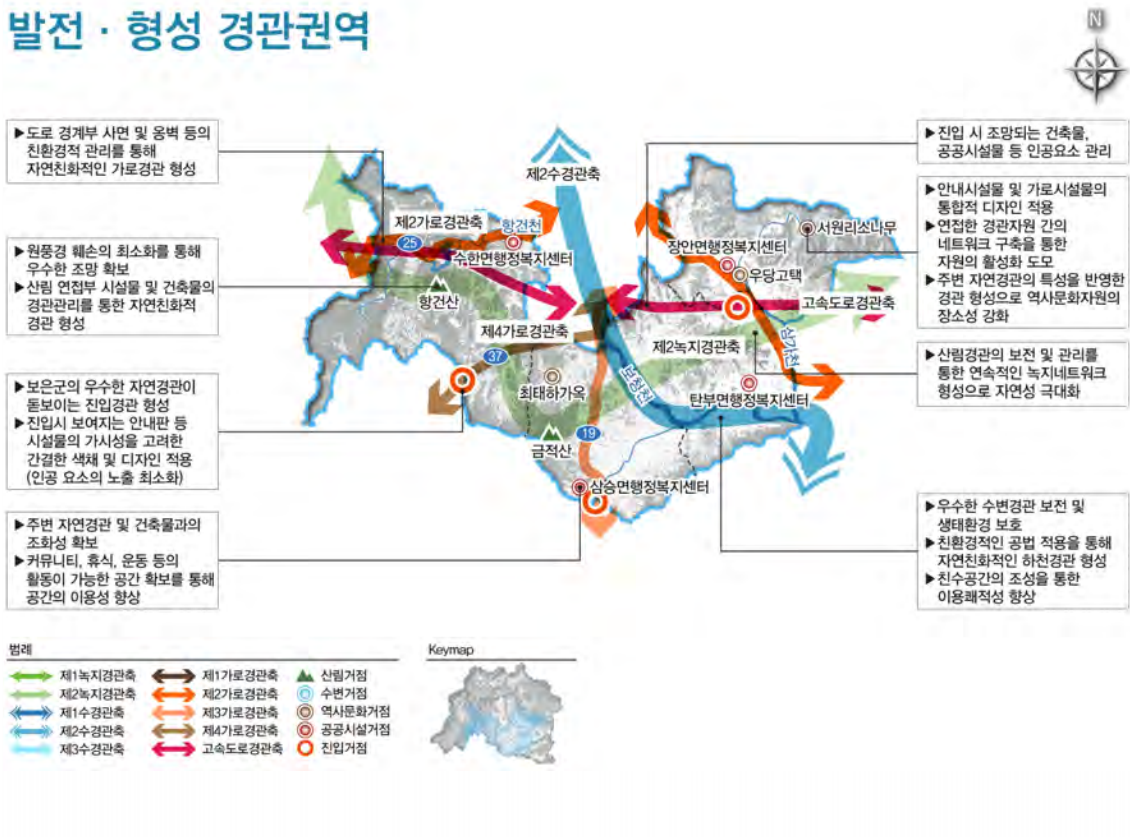 발전 · 형성 경관권역
N
▶도로 경계부 사면 및 옹벽 등의
친환경적 관리를 통해
자연친화적인 가로경관 형성
▶원풍경 훼손의 최소화를 통해
우수한 조망 확보
▶산림 연접부 시설물 및 건축물의
경관관리를 통한 자연친화적
경관 형성
▶보은군의 우수한 자연경관이
돋보이는 진입경관 형성
▶진입시 보여지는 안내판 등
시설물의 가시성을 고려한
간결한 색채 및 디자인 적용
(인공 요소의 노출 최소화)
▶주변 자연경관 및 건축물과의
조화성 확보
▶커뮤니티, 휴식, 운동 등의
활동이 가능한 공간 확보를 통해
공간의 이용성 향상
제2수경관축
제2가로경관축
항건천
25
수한면행정복지센터
항건산
제4가로경관축
37
최태하가옥
금적산
19
삼승면행정복지센터
보청천
서원리소나무
장안면행정복지센터
우당고택
고속도로경관축
제2녹지경관축
삼가천
탄부면행정복지센터
▶진입 시 조망되는 건축물,
공공시설물 등 인공요소 관리
▶안내시설물 및 가로시설물의
통합적 디자인 적용
▶연접한 경관자원 간의
네트워크 구축을 통한
자원의 활성화 도모
▶주변 자연경관의 특성을 반영한
경관 형성으로 역사문화자원의
장소성 강화
▶산림경관의 보전 및 관리를
통한 연속적인 녹지네트워크
형성으로 자연성 극대화
▶우수한 수변경관 보전 및
생태환경 보호
▶친환경적인 공법 적용을 통해
자연친화적인 하천경관 형성
▶친수공간의 조성을 통한
이용쾌적성 향상
범례
제1녹지경관축
제2녹지경관축
제1수경관축
제2수경관축
제3수경관축
제1가로경관축
제2가로경관축
제3가로경관축
제4가로경관축
고속도로경관축
산림거점
수변거점
역사문화거점
공공시설거점
진입거점
Keymap